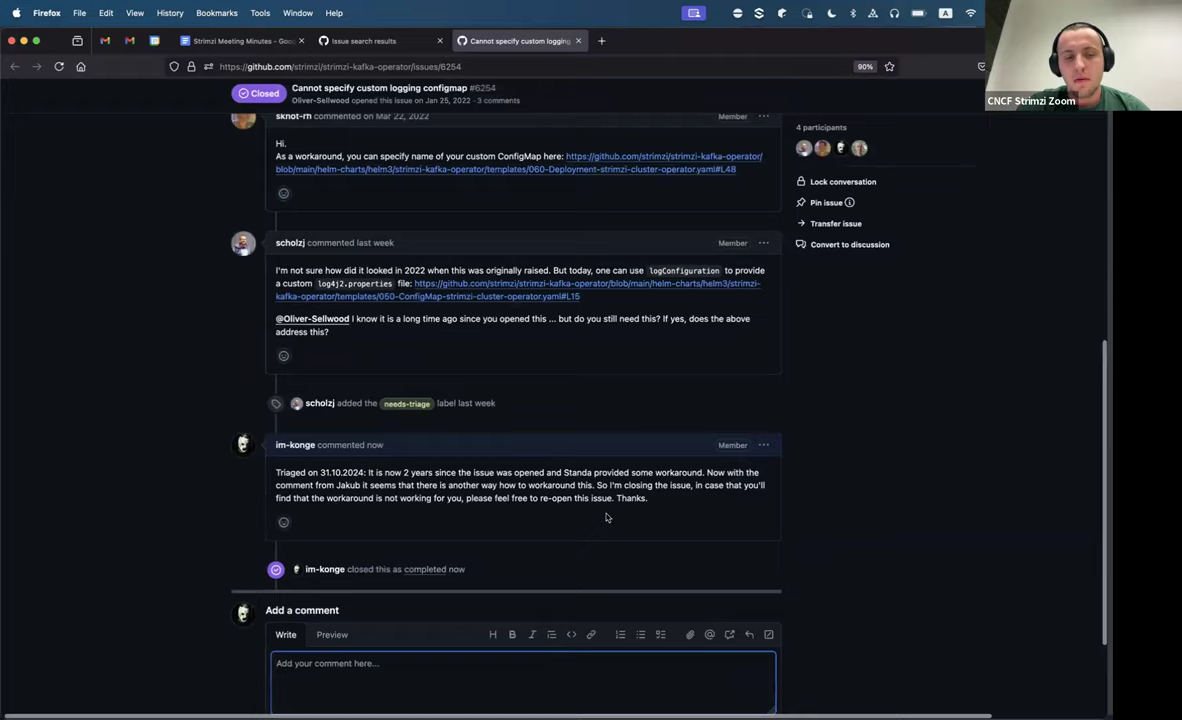 Firefox File Edit View History Bookmarks Tools Window Help
Strimzi Meeting Minutes - Goo
Issue search results
Cannot specify custom logging
https://github.com/strimzi/strimzi-kafka-operator/issues/6254
90%
CNCF Strimzi Zoom
Closed
Cannot specify custom logging configmap #6254
Oliver-Sellwood opened this issue on Jan 25, 2022 · 3 comments
sknot-rh commented on Mar 22, 2022
Member
Hi.
As a workaround, you can specify name of your custom ConfigMap here: https://github.com/strimzi/strimzi-kafka-operator/
blob/main/helm-charts/helm3/strimzi-kafka-operator/templates/060-Deployment-strimzi-cluster-operator.yaml#L48
scholzj commented last week
Member
I'm not sure how did it looked in 2022 when this was originally raised. But today, one can use logConfiguration to provide
a custom log4j2.properties file: https://github.com/strimzi/strimzi-kafka-operator/blob/main/helm-charts/helm3/strimzi-
kafka-operator/templates/050-ConfigMap-strimzi-cluster-operator.yaml#L15
@Oliver-Sellwood I know it is a long time ago since you opened this ... but do you still need this? If yes, does the above
address this?
scholzj added the needs-triage label last week
im-konge commented now
Member
Triaged on 31.10.2024: It is now 2 years since the issue was opened and Standa provided some workaround. Now with the
comment from Jakub it seems that there is another way how to workaround this. So I'm closing the issue, in case that you'll
find that the workaround is not working for you, please feel free to re-open this issue. Thanks.
im-konge closed this as completed now
Add a comment
Write Preview
Add your comment here...
4 participants
Lock conversation
Pin issue
Transfer issue
Convert to discussion